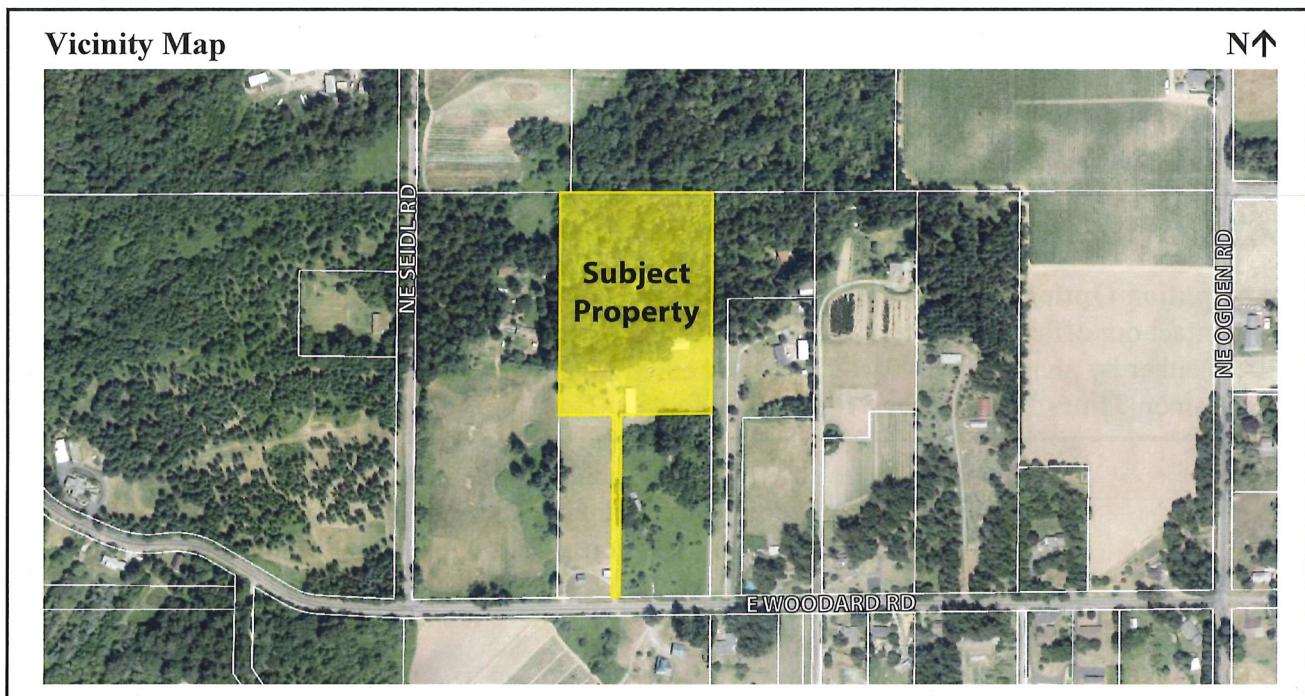 Vicinity Map
N↑
NE SEIDL RD
Subject
Property
NE OGDEN RD
E WOODARD RD